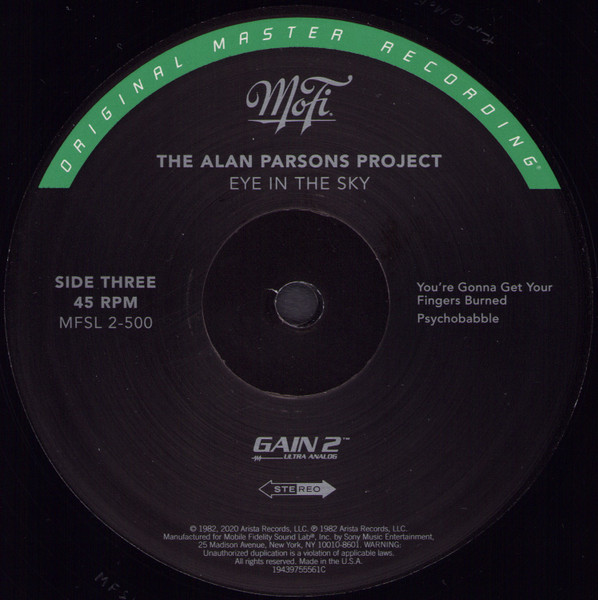 ORIGINAL MASTER RECORDING®
MoFi®
THE ALAN PARSONS PROJECT
EYE IN THE SKY
SIDE THREE
45 RPM
MFSL 2-500
You're Gonna Get Your
Fingers Burned
Psychobabble
GAIN 2™
ULTRA ANALOG
STEREO
© 1982, 2020 Arista Records, LLC. ℗ 1982 Arista Records, LLC.
Manufactured for Mobile Fidelity Sound Lab®, Inc. by Sony Music Entertainment,
25 Madison Avenue, New York, NY 10010-8601. WARNING:
Unauthorized duplication is a violation of applicable laws.
All rights reserved. Made in the U.S.A.
19439755561C